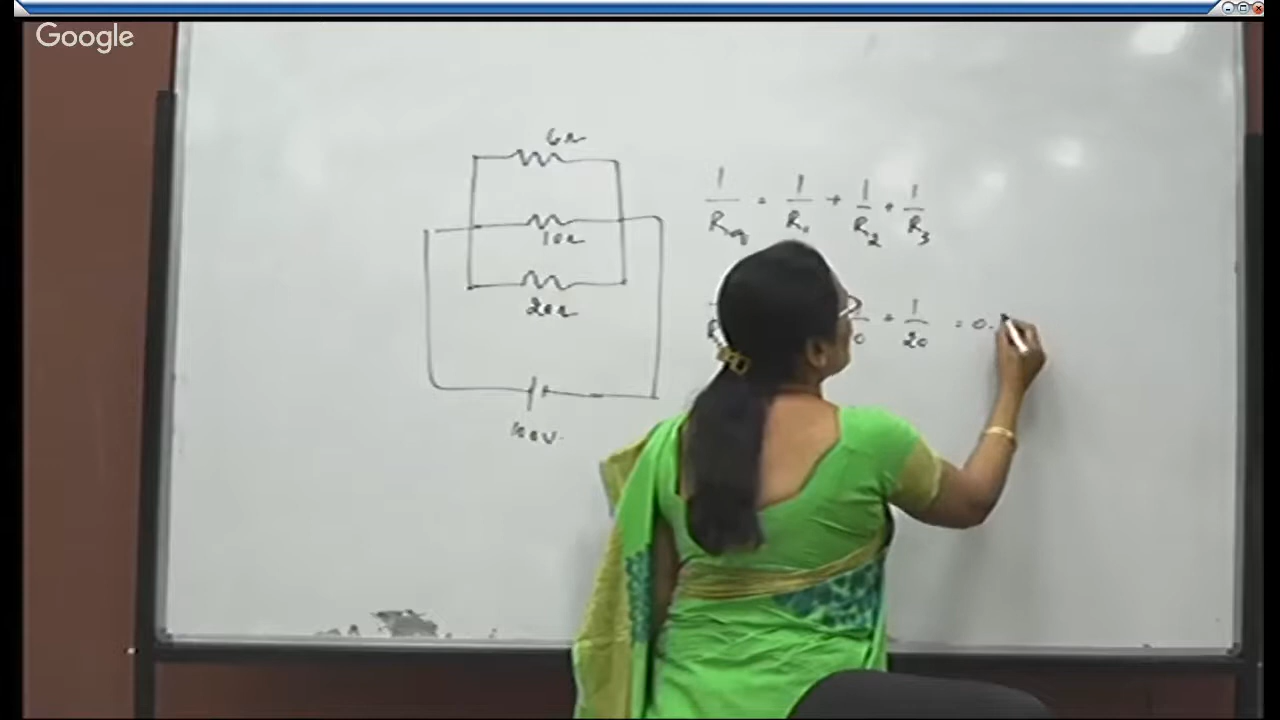 Google
6Ω
10Ω
20Ω
100V
1/Req = 1/R1 + 1/R2 + 1/R3
+ 1/20 = 0.